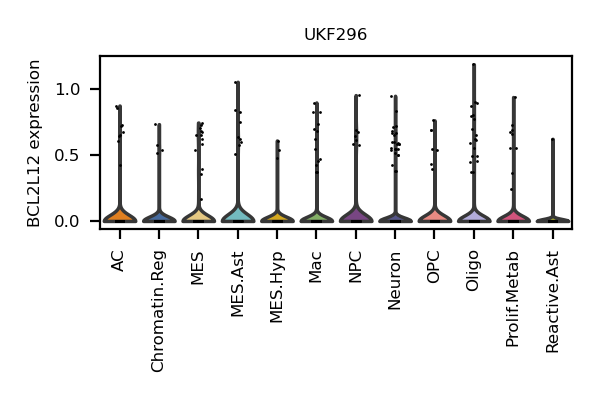 UKF296
BCL2L12 expression
1.0
0.5
0.0
AC
Chromatin.Reg
MES
MES.Ast
MES.Hyp
Mac
NPC
Neuron
OPC
Oligo
Prolif.Metab
Reactive.Ast